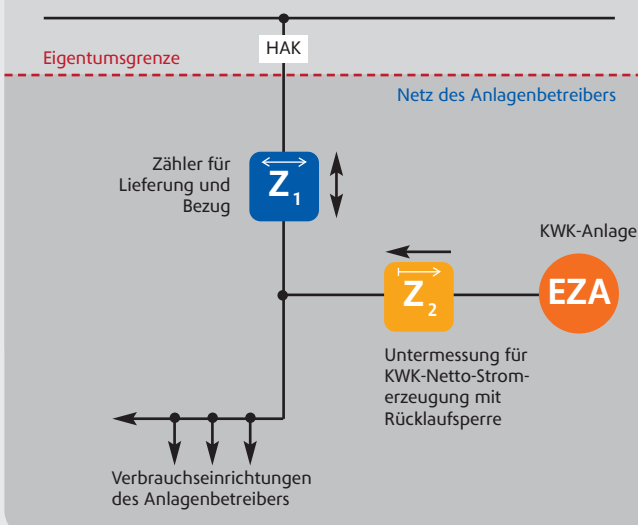 HAK
Eigentumsgrenze
Netz des Anlagenbetreibers
Zähler für
Lieferung und
Bezug
Z1
KWK-Anlage
Z2
EZA
Untermessung für
KWK-Netto-Strom-
erzeugung mit
Rücklaufsperre
Verbrauchseinrichtungen
des Anlagenbetreibers